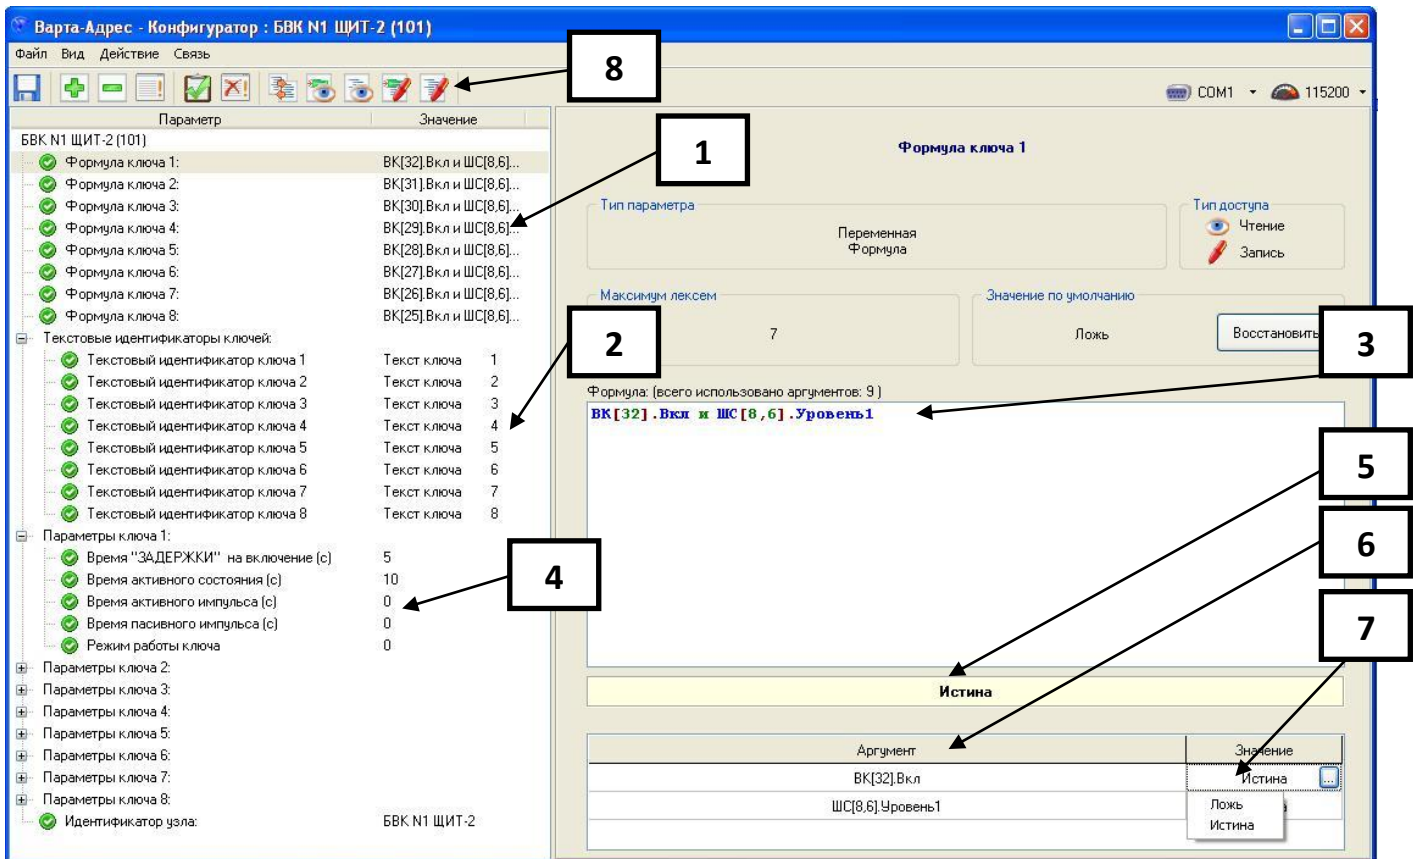 Варта-Адрес - Конфигуратор : БВК N1 ЩИТ-2 (101)
Файл Вид Действие Связь
8
COM1 115200
Параметр Значение
БВК N1 ЩИТ-2 (101)
Формула ключа 1: ВК[32].Вкл и ШС[8,6]...
Формула ключа 2: ВК[31].Вкл и ШС[8,6]...
Формула ключа 3: ВК[30].Вкл и ШС[8,6]...
Формула ключа 4: ВК[29].Вкл и ШС[8,6]...
Формула ключа 5: ВК[28].Вкл и ШС[8,6]...
Формула ключа 6: ВК[27].Вкл и ШС[8,6]...
Формула ключа 7: ВК[26].Вкл и ШС[8,6]...
Формула ключа 8: ВК[25].Вкл и ШС[8,6]...
Текстовые идентификаторы ключей:
Текстовый идентификатор ключа 1 Текст ключа 1
Текстовый идентификатор ключа 2 Текст ключа 2
Текстовый идентификатор ключа 3 Текст ключа 3
Текстовый идентификатор ключа 4 Текст ключа 4
Текстовый идентификатор ключа 5 Текст ключа 5
Текстовый идентификатор ключа 6 Текст ключа 6
Текстовый идентификатор ключа 7 Текст ключа 7
Текстовый идентификатор ключа 8 Текст ключа 8
Параметры ключа 1:
Время "ЗАДЕРЖКИ" на включение (с) 5
Время активного состояния (с) 10
Время активного импульса (с) 0
Время пасивного импульса (с) 0
Режим работы ключа 0
Параметры ключа 2:
Параметры ключа 3:
Параметры ключа 4:
Параметры ключа 5:
Параметры ключа 6:
Параметры ключа 7:
Параметры ключа 8:
Идентификатор узла: БВК N1 ЩИТ-2
1
2
4
Формула ключа 1
Тип параметра
Переменная
Формула
Тип доступа
Чтение
Запись
Максимум лексем
7
Значение по умолчанию
Ложь
Восстановить
3
Формула: (всего использовано аргументов: 9 )
ВК[32].Вкл и ШС[8,6].Уровень1
5
6
7
Истина
Аргумент Значение
ВК[32].Вкл Истина ...
ШС[8,6].Уровень1
Ложь
Истина